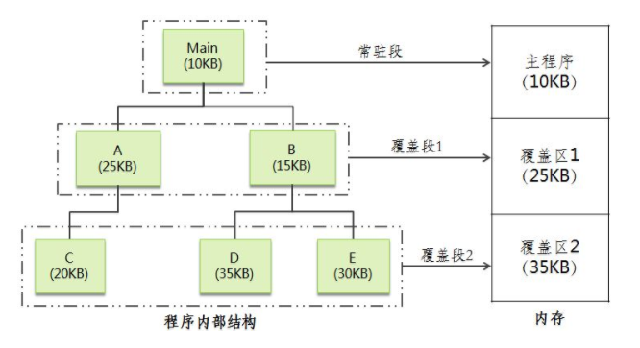 Main
(10KB)
常驻段
主程序
(10KB)
A
(25KB)
B
(15KB)
覆盖段1
覆盖区1
(25KB)
C
(20KB)
D
(35KB)
E
(30KB)
覆盖段2
覆盖区2
(35KB)
程序内部结构
内存